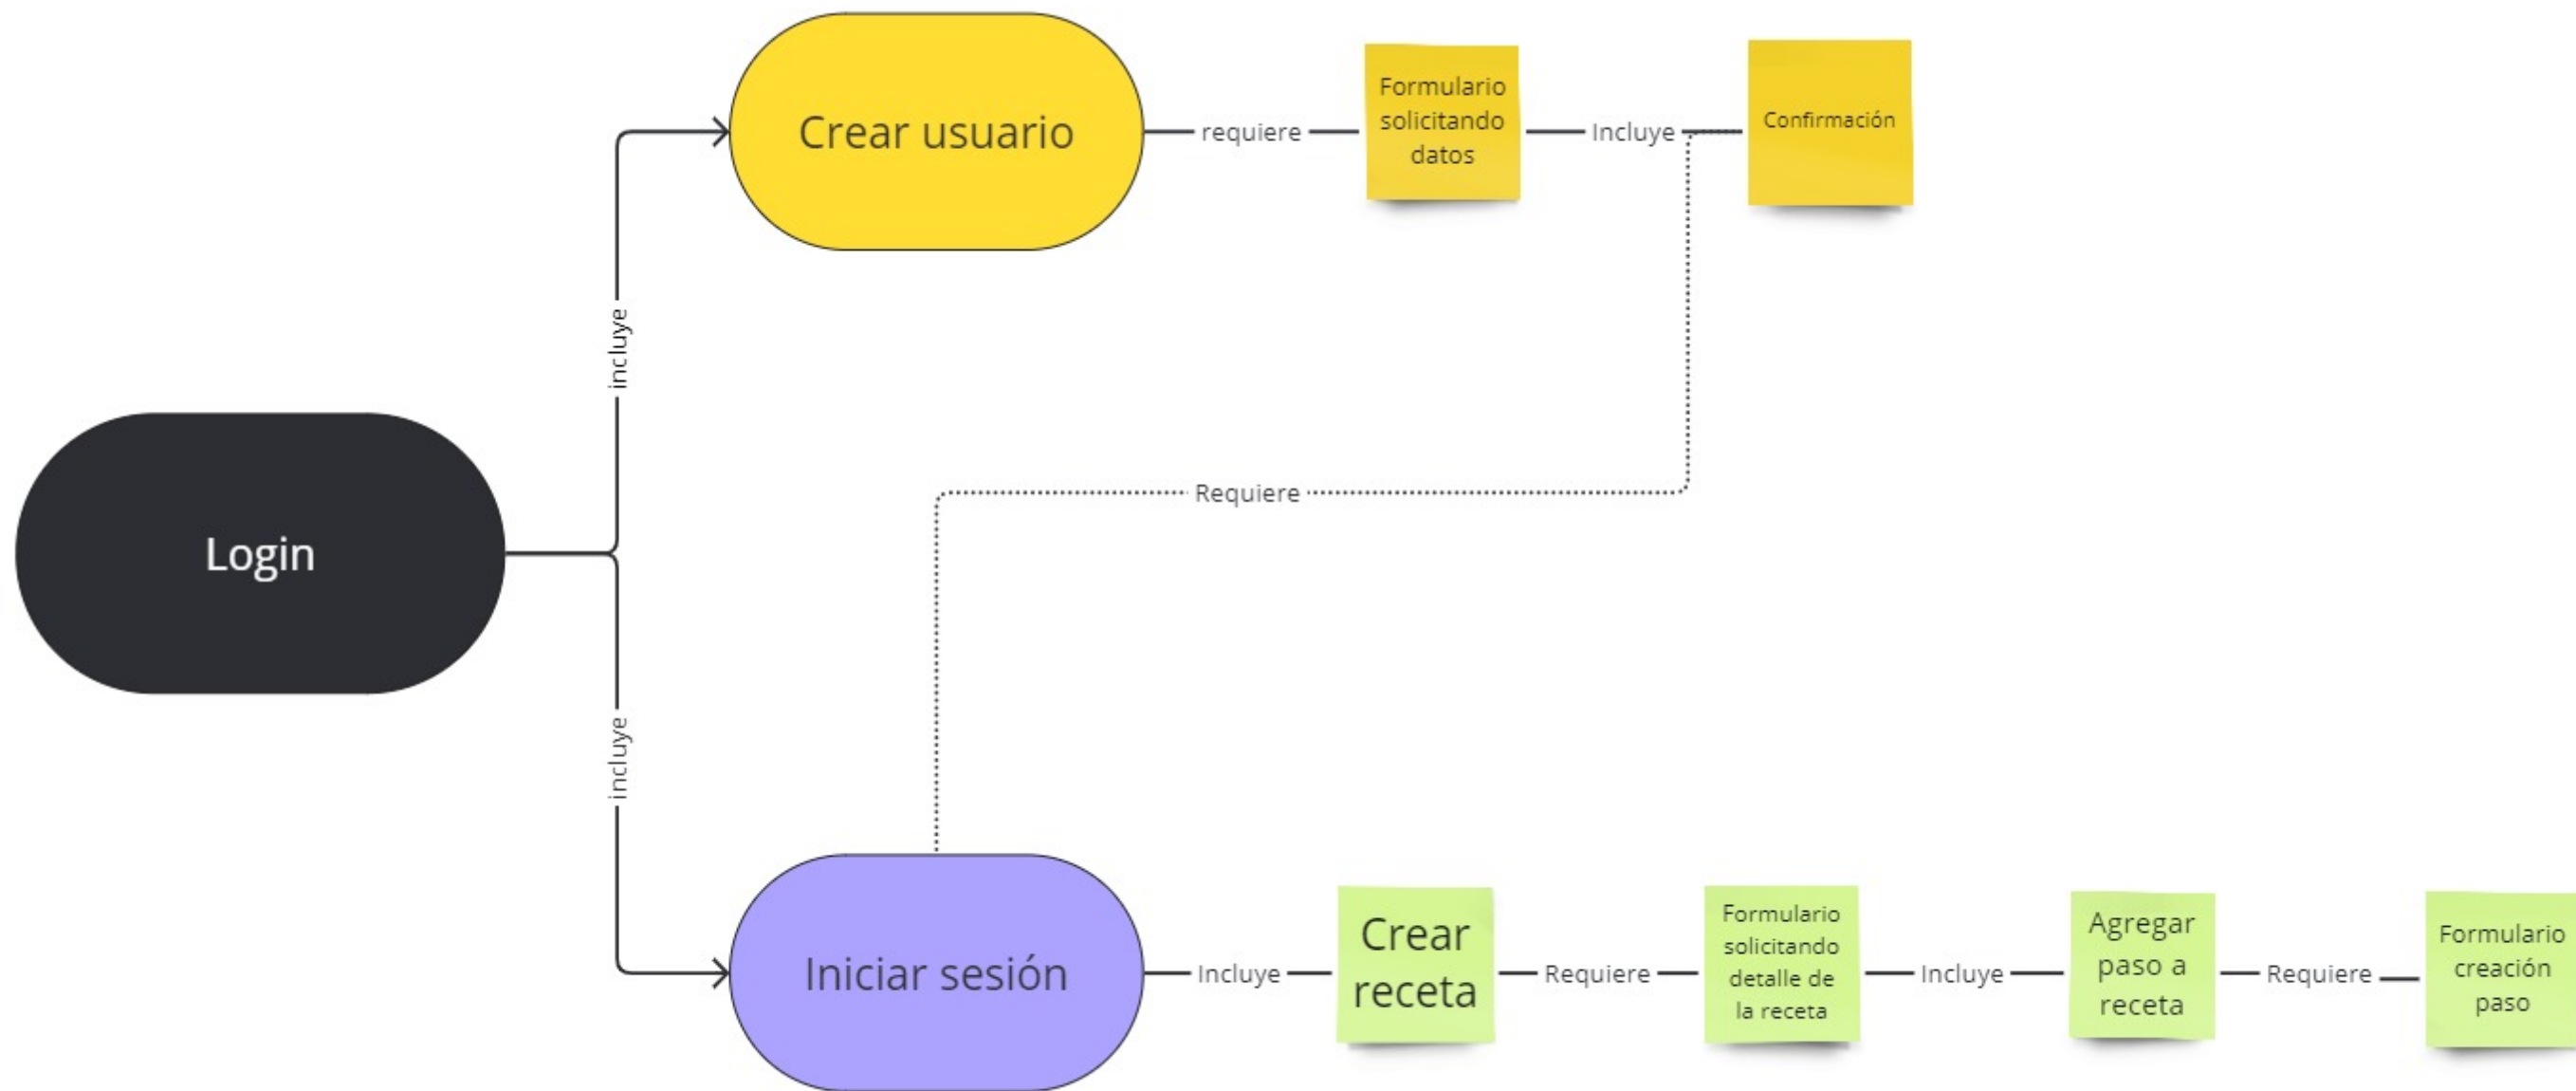 Crear usuario
requiere
Formulario
solicitando
datos
Incluye
Confirmación
incluye
Requiere
Login
incluye
Iniciar sesión
Incluye
Crear
receta
Requiere
Formulario
solicitando
detalle de
la receta
Incluye
Agregar
paso a
receta
Requiere
Formulario
creación
paso